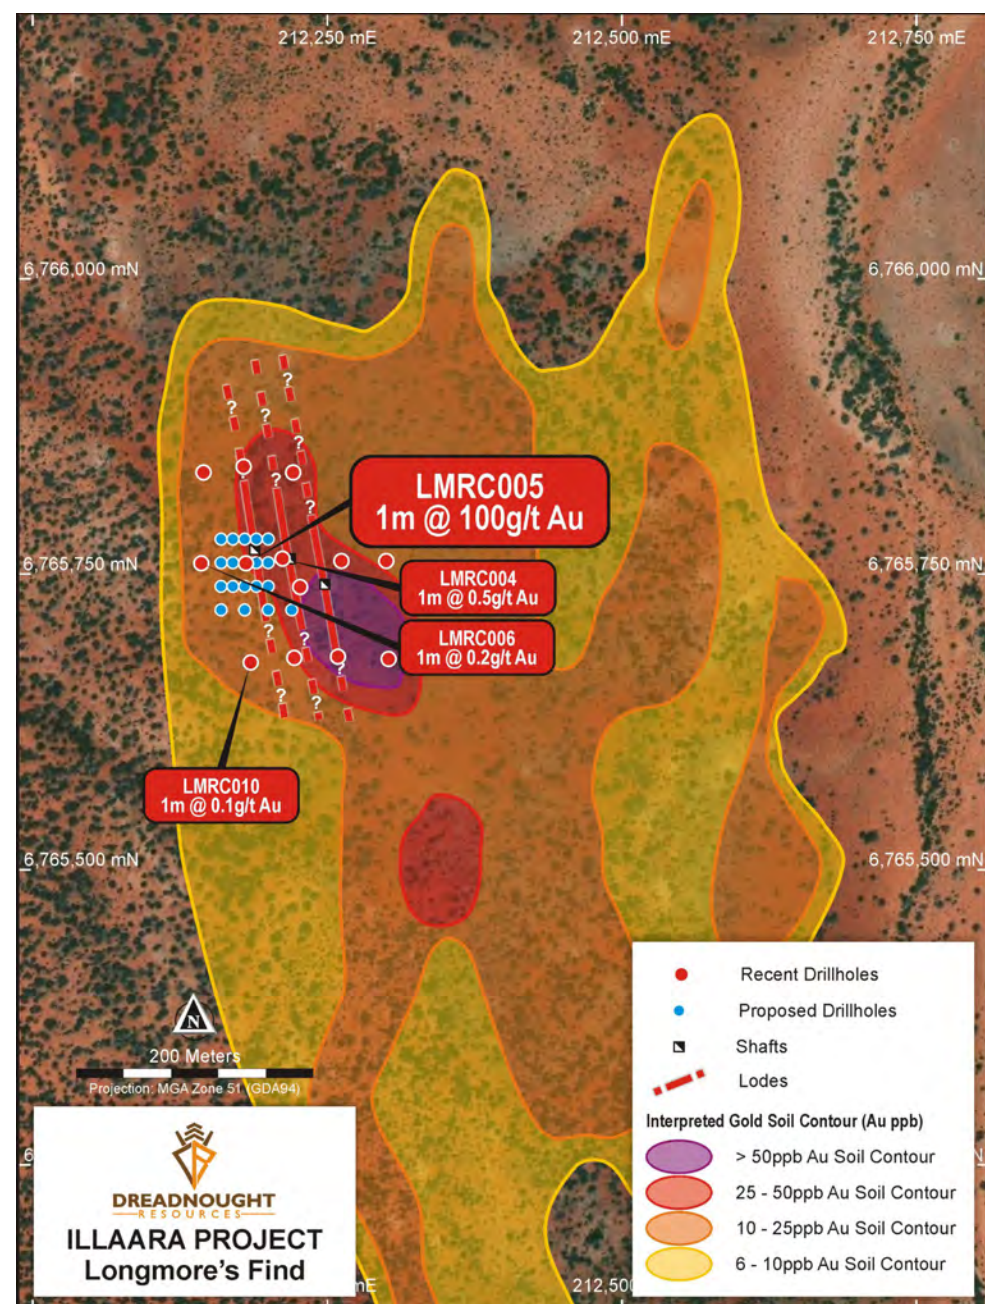 212,250 mE
212,500 mE
212,750 mE
6,766,000 mN
6,766,000 mN
?
?
?
?
?
?
?
?
LMRC005
1m @ 100g/t Au
6,765,750 mN
6,765,750 mN
LMRC004
1m @ 0.5g/t Au
LMRC006
1m @ 0.2g/t Au
?
?
?
?
?
LMRC010
1m @ 0.1g/t Au
6,765,500 mN
6,765,500 mN
N
200 Meters
Projection: MGA Zone 51 (GDA94)
DREADNOUGHT
RESOURCES
ILLAARA PROJECT
Longmore's Find
mE
212,500
Recent Drillholes
Proposed Drillholes
Shafts
Lodes
Interpreted Gold Soil Contour (Au ppb)
> 50ppb Au Soil Contour
25 - 50ppb Au Soil Contour
10 - 25ppb Au Soil Contour
6 - 10ppb Au Soil Contour